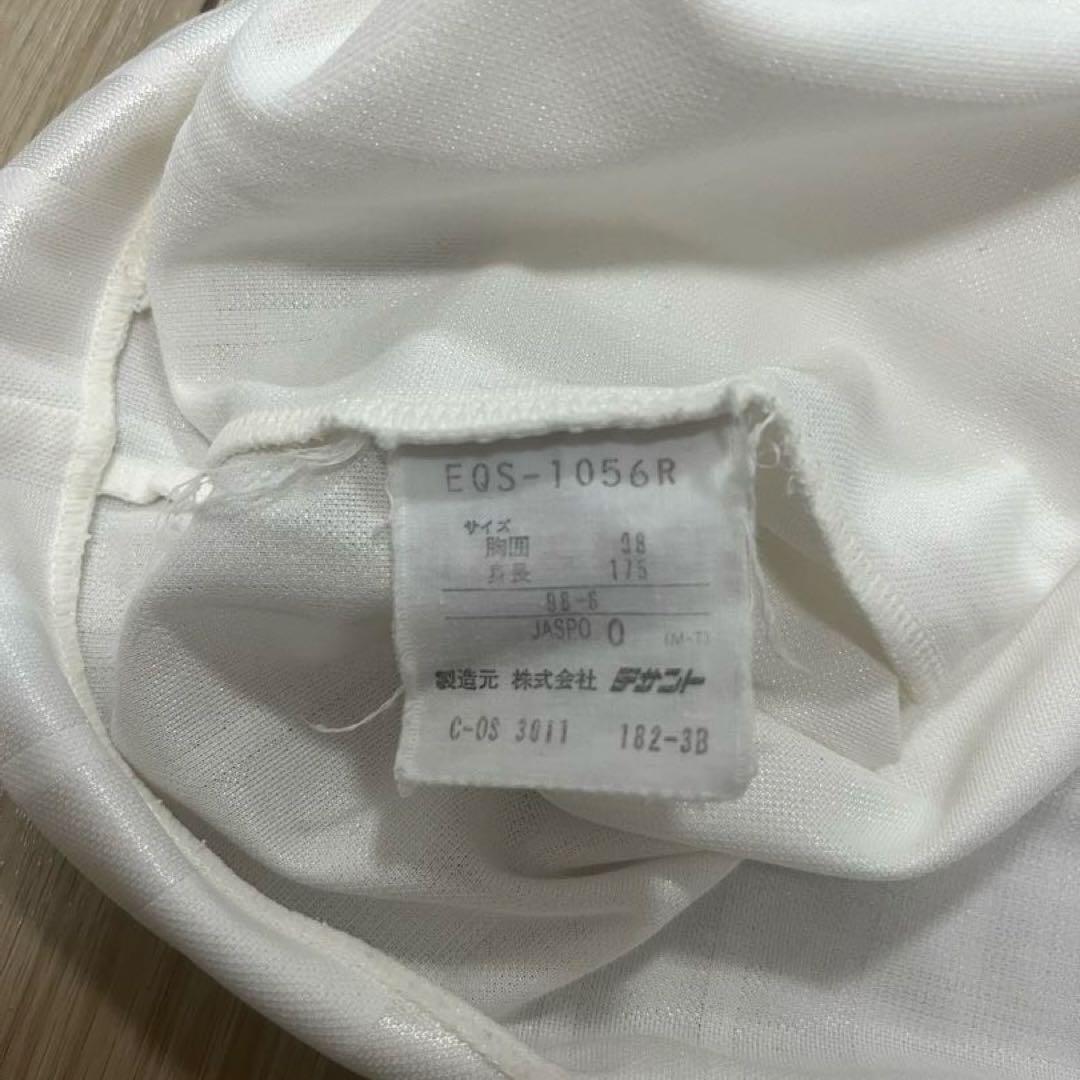 EQS-1056R
サイズ
胸囲 98
身長 175
98-6
JASPO O (M-T)
製造元 株式会社 デサント
C-OS 3011 182-3B